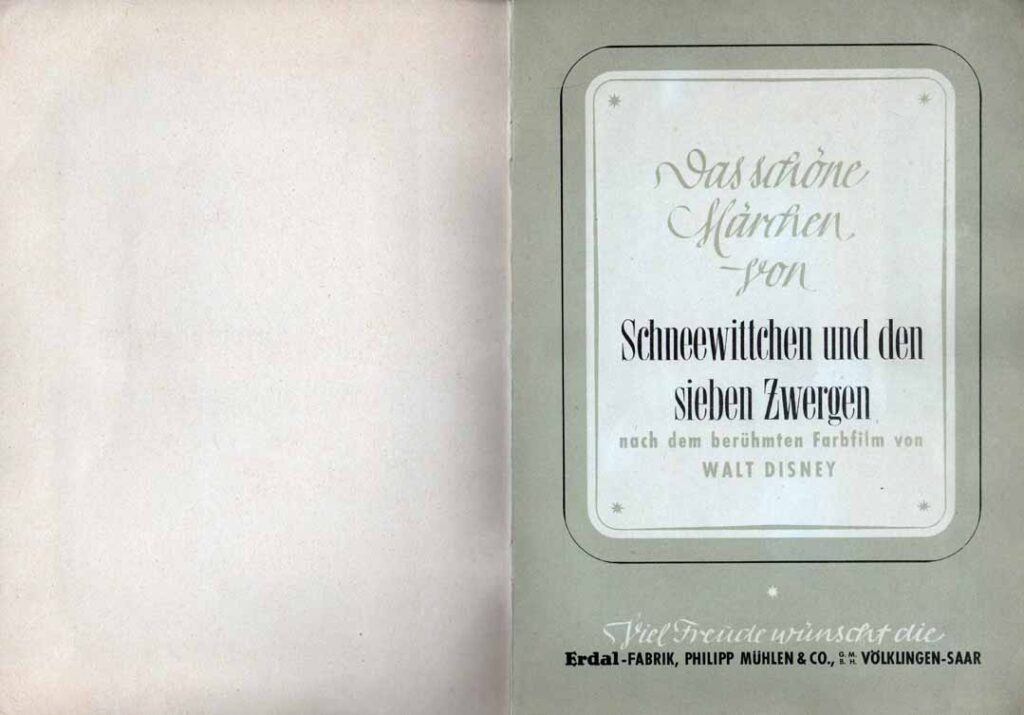 Das schöne
Märchen
von
Schneewittchen und den
sieben Zwergen
nach dem berühmten Farbfilm von
WALT DISNEY
Viel Freude wünscht die
Erdal-FABRIK, PHILIPP MÜHLEN & CO., G.M.B.H. VÖLKLINGEN-SAAR